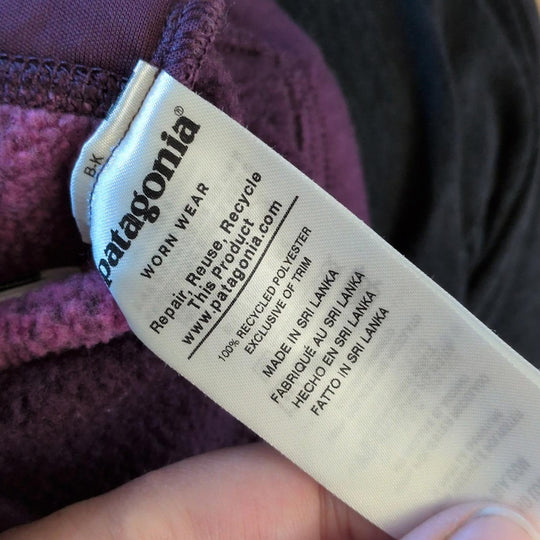 B-K
patagonia®
WORN WEAR
Repair, Reuse, Recycle
This Product
www.patagonia.com
100% RECYCLED POLYESTER
EXCLUSIVE OF TRIM
MADE IN SRI LANKA
FABRIQUÉ AU SRI LANKA
HECHO EN SRI LANKA
FATTO IN SRI LANKA